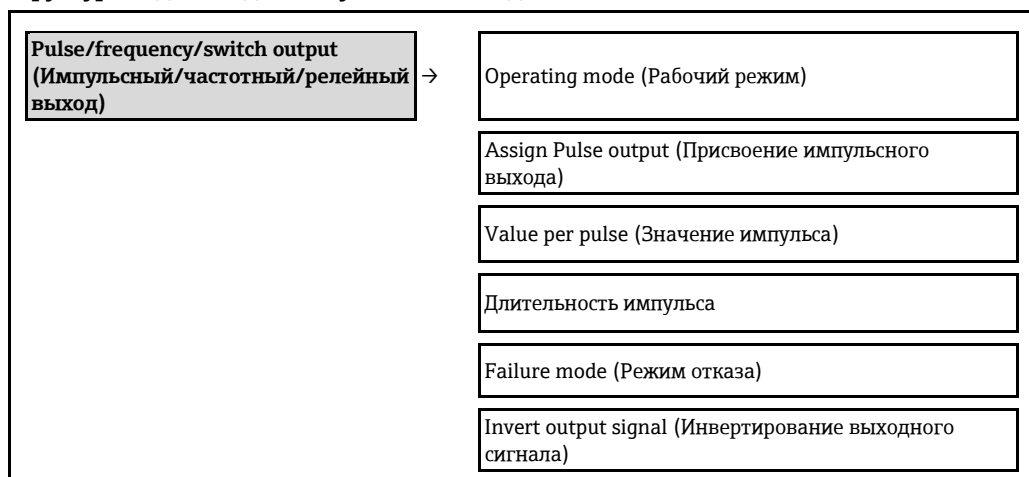 Pulse/frequency/switch output
(Импульсный/частотный/релейный
выход)
→
Operating mode (Рабочий режим)
Assign Pulse output (Присвоение импульсного
выхода)
Value per pulse (Значение импульса)
Длительность импульса
Failure mode (Режим отказа)
Invert output signal (Инвертирование выходного
сигнала)